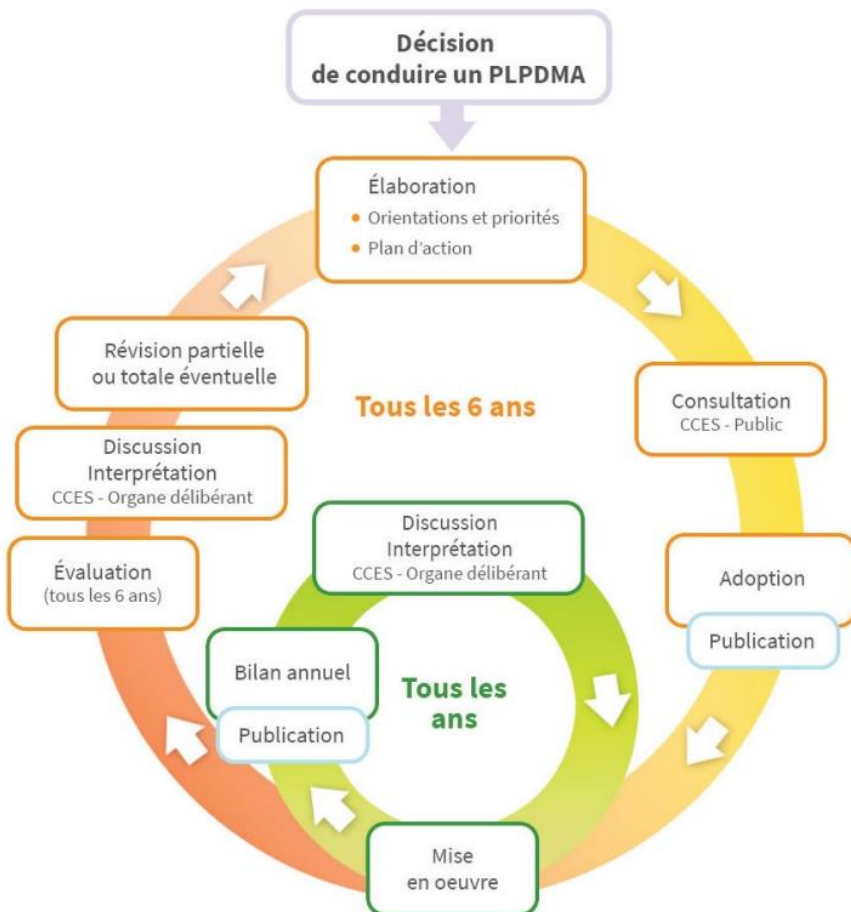 Décision
de conduire un PLPDMA
Élaboration
• Orientations et priorités
• Plan d'action
Révision partielle
ou totale éventuelle
Tous les 6 ans
Consultation
CCES - Public
Discussion
Interprétation
CCES - Organe délibérant
Discussion
Interprétation
CCES - Organe délibérant
Évaluation
(tous les 6 ans)
Adoption
Publication
Bilan annuel
Publication
Tous les
ans
Mise
en oeuvre